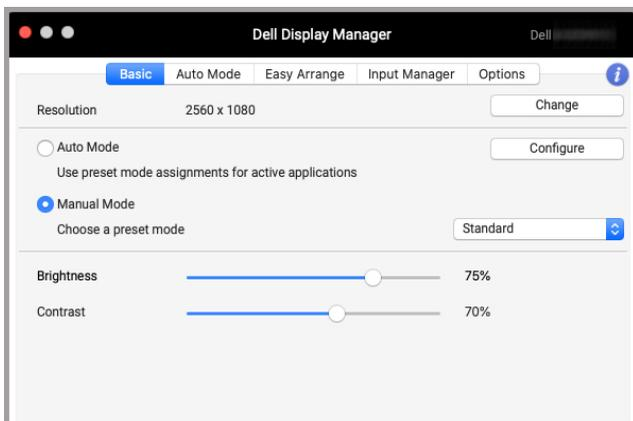 Dell Display Manager Dell
Basic Auto Mode Easy Arrange Input Manager Options i
Resolution 2560 x 1080 Change
Auto Mode Configure
Use preset mode assignments for active applications
Manual Mode
Choose a preset mode Standard
Brightness 75%
Contrast 70%